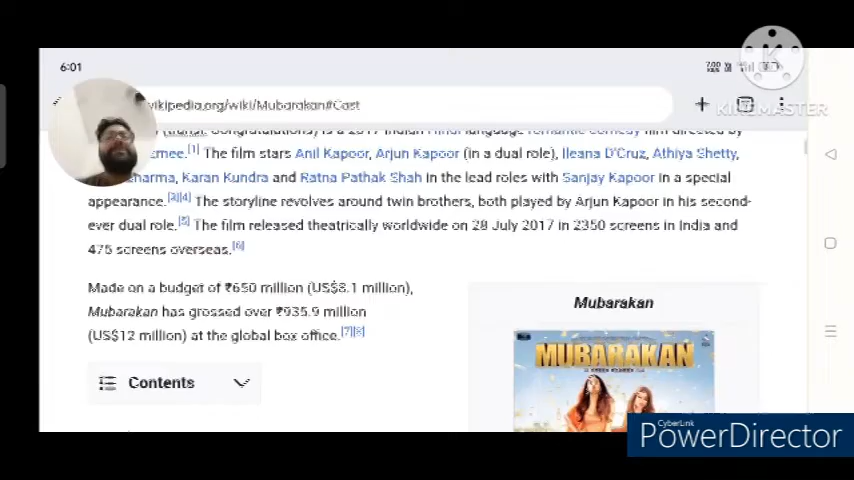 6:01
7.00
KINEMASTER
wikipedia.org/wiki/Mubarakan#Cast
(transl. Congratulations) is a 2017 Indian Hindi language romantic comedy film directed by
mee.[1] The film stars Anil Kapoor, Arjun Kapoor (in a dual role), Ileana D'Cruz, Athiya Shetty,
harma, Karan Kundra and Ratna Pathak Shah in the lead roles with Sanjay Kapoor in a special
appearance.[3][4] The storyline revolves around twin brothers, both played by Arjun Kapoor in his second-
ever dual role.[5] The film released theatrically worldwide on 28 July 2017 in 2350 screens in India and
475 screens overseas.[6]
Made on a budget of ₹650 million (US$8.1 million),
Mubarakan has grossed over ₹935.9 million
(US$12 million) at the global box office.[7][8]
Contents
Mubarakan
MUBARAKAN
CyberLink
PowerDirector